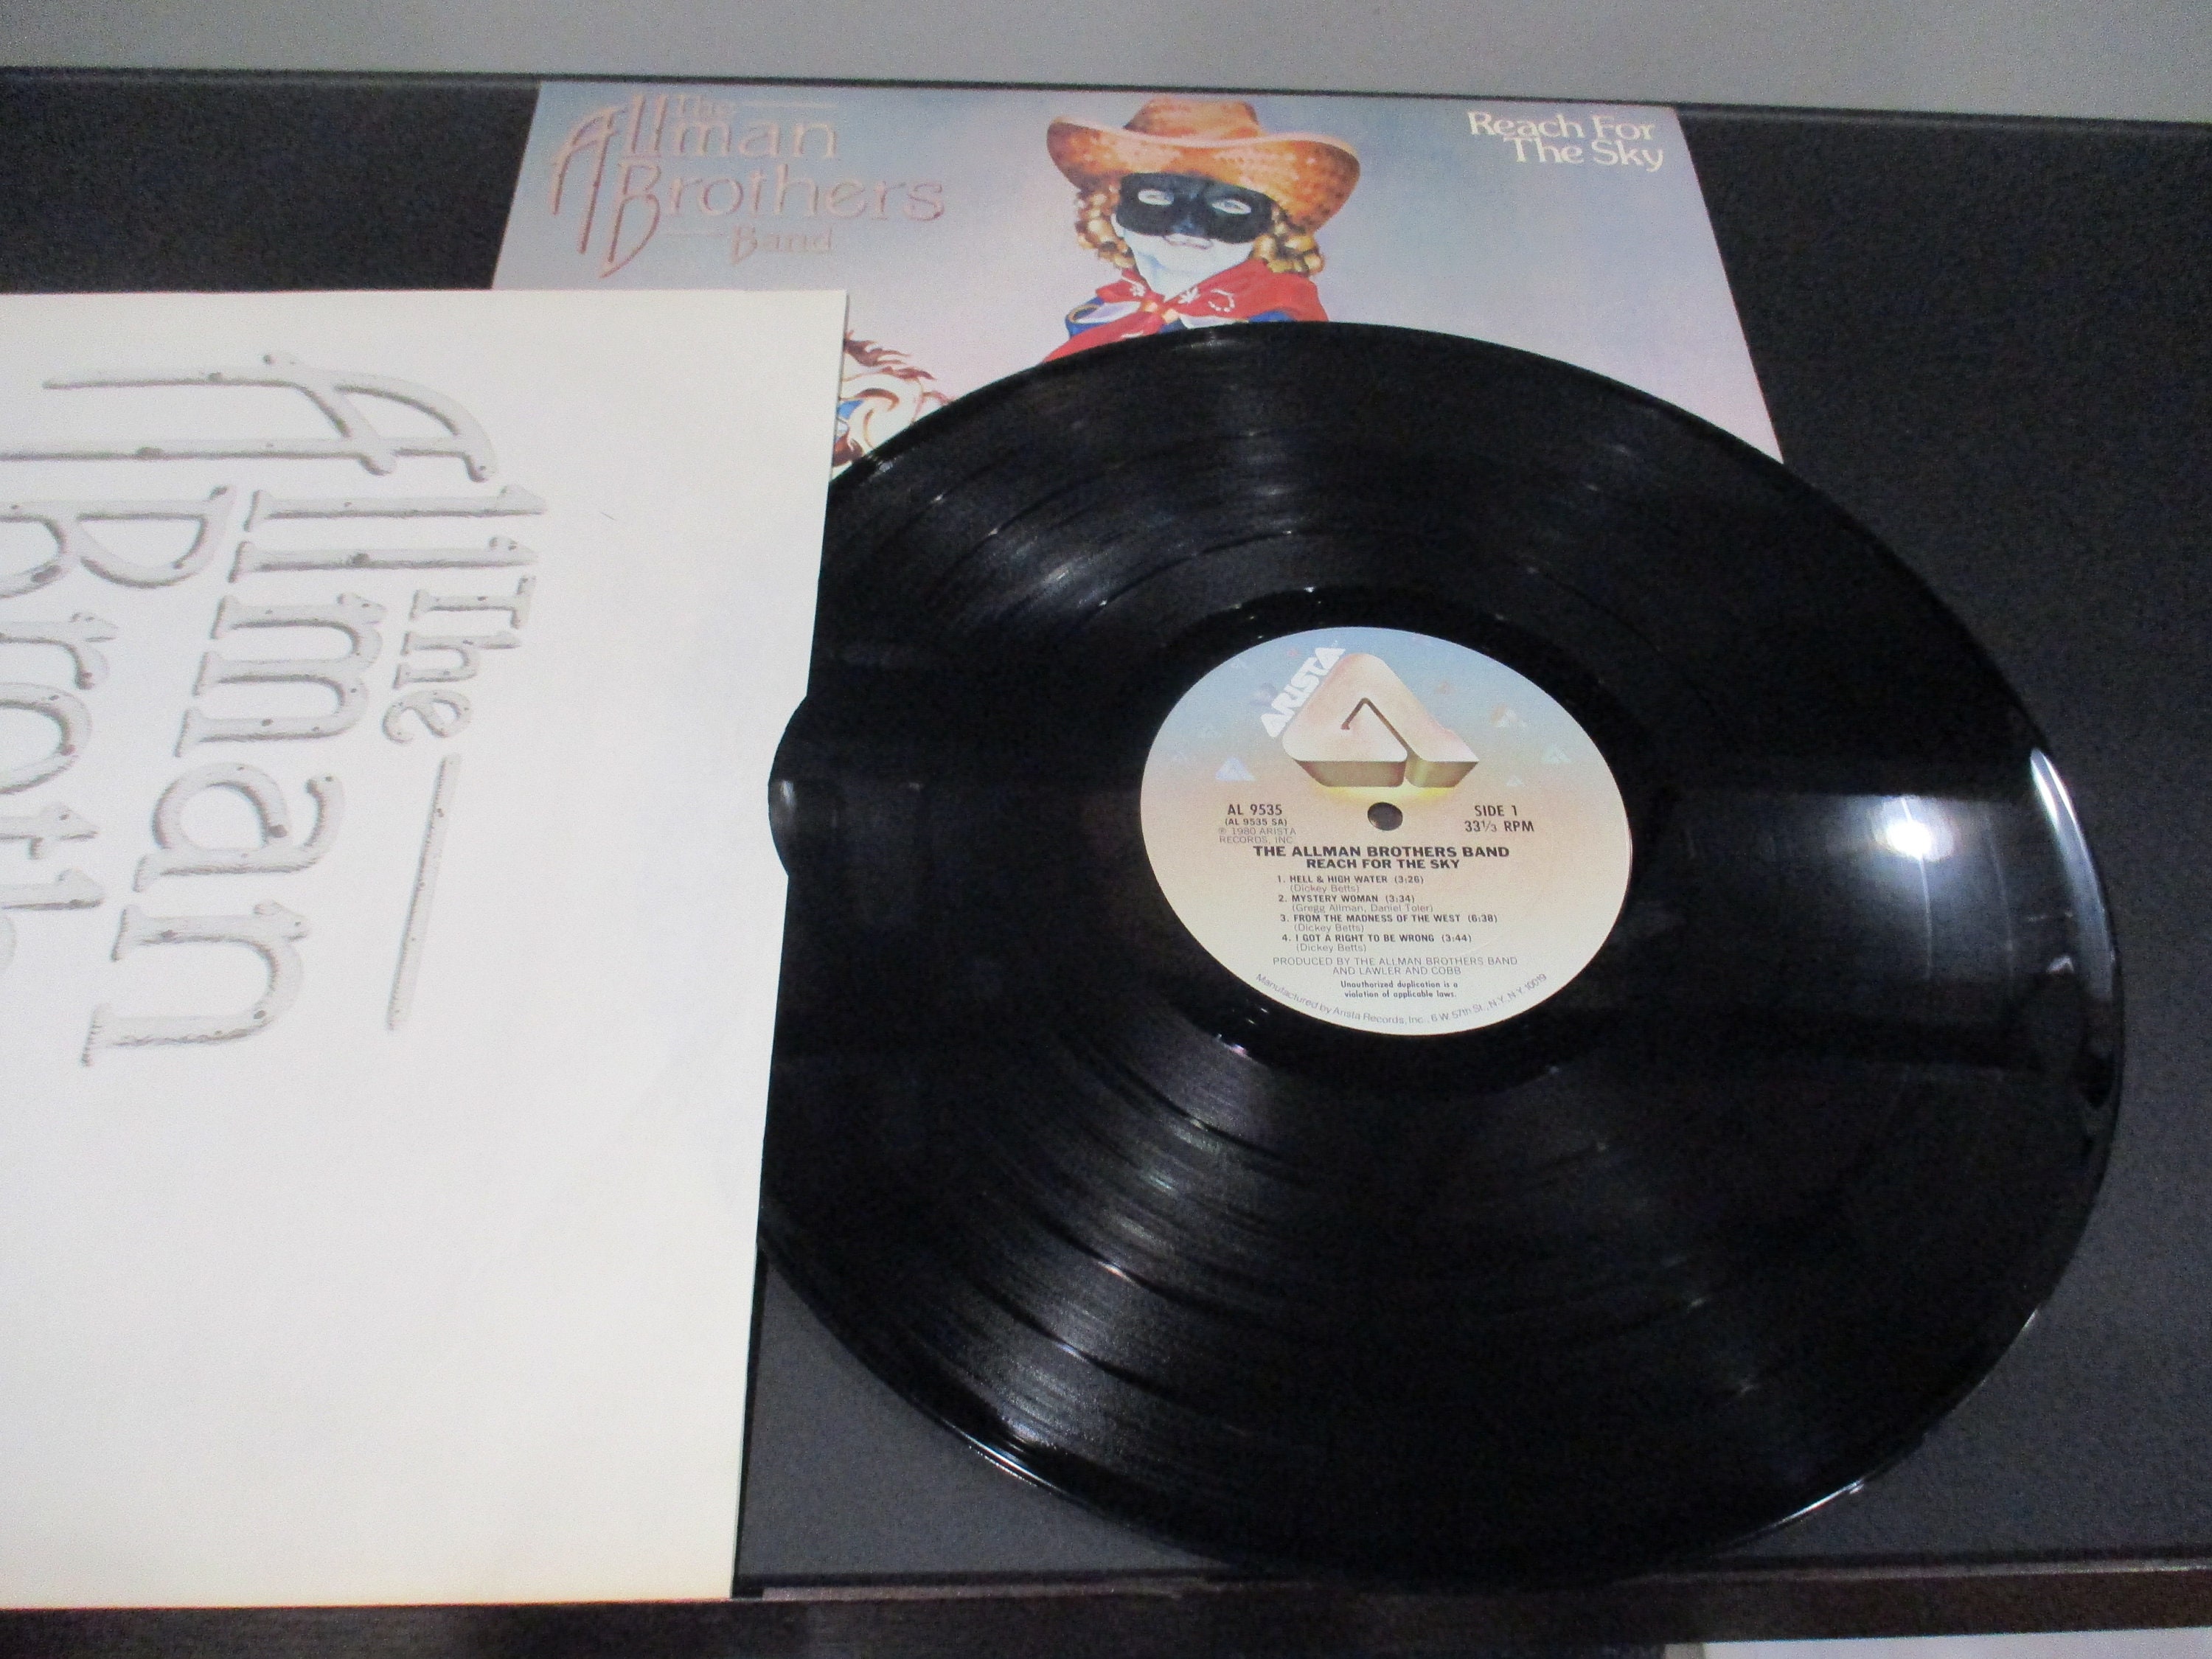 The
Allman
Brothers
Band
Reach For
The Sky
The
Allman
ARISTA
AL 9535
(AL 9535 SA)
℗ 1980 ARISTA
RECORDS, INC.
SIDE 1
33⅓ RPM
THE ALLMAN BROTHERS BAND
REACH FOR THE SKY
1. HELL & HIGH WATER (3:26)
(Dickey Betts)
2. MYSTERY WOMAN (3:34)
(Gregg Allman, Daniel Toler)
3. FROM THE MADNESS OF THE WEST (6:38)
(Dickey Betts)
4. I GOT A RIGHT TO BE WRONG (3:44)
(Dickey Betts)
PRODUCED BY THE ALLMAN BROTHERS BAND
AND LAWLER AND COBB
Unauthorized duplication is a
violation of applicable laws.
Manufactured by Arista Records, Inc., 6 W. 57th St., N.Y., N.Y. 10019